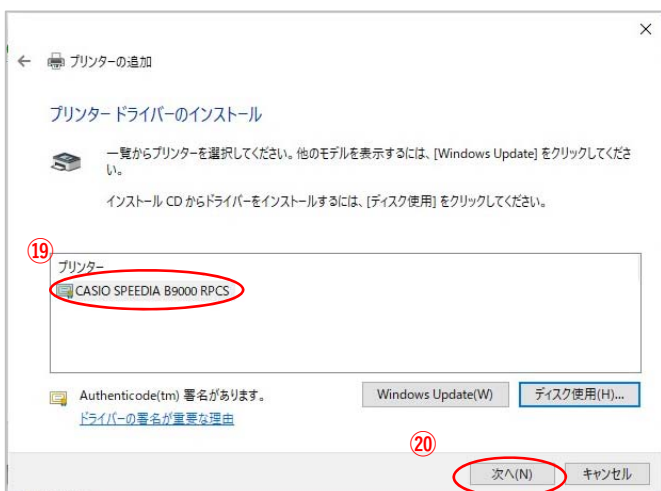 プリンターの追加
プリンター ドライバーのインストール
一覧からプリンターを選択してください。他のモデルを表示するには、[Windows Update] をクリックしてくださ
い。
インストール CD からドライバーをインストールするには、[ディスク使用] をクリックしてください。
⑲
プリンター
CASIO SPEEDIA B9000 RPCS
Authenticode(tm) 署名があります。
Windows Update(W)
ディスク使用(H)...
ドライバーの署名が重要な理由
⑳
次へ(N)
キャンセル